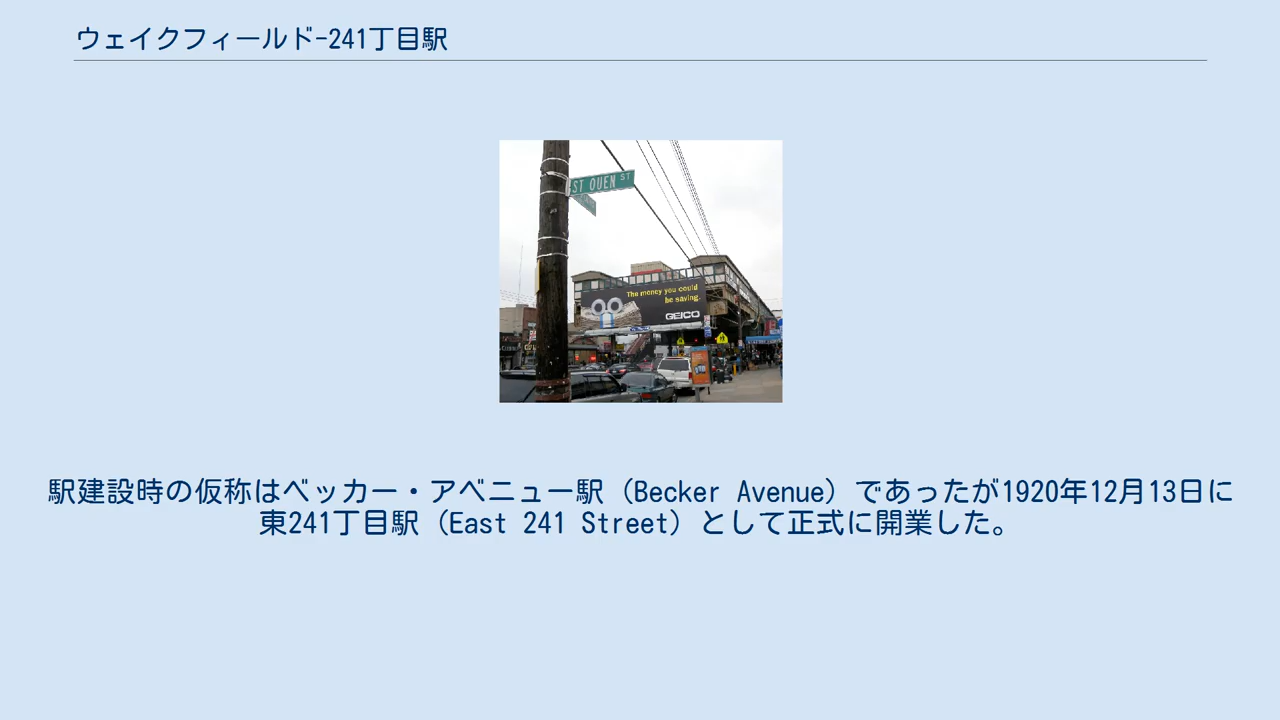 ウェイクフィールド-241丁目駅
ST OUEN ST
The money you could
be saving.
GEICO
駅建設時の仮称はベッカー・アベニュー駅（Becker Avenue）であったが1920年12月13日に
東241丁目駅（East 241 Street）として正式に開業した。